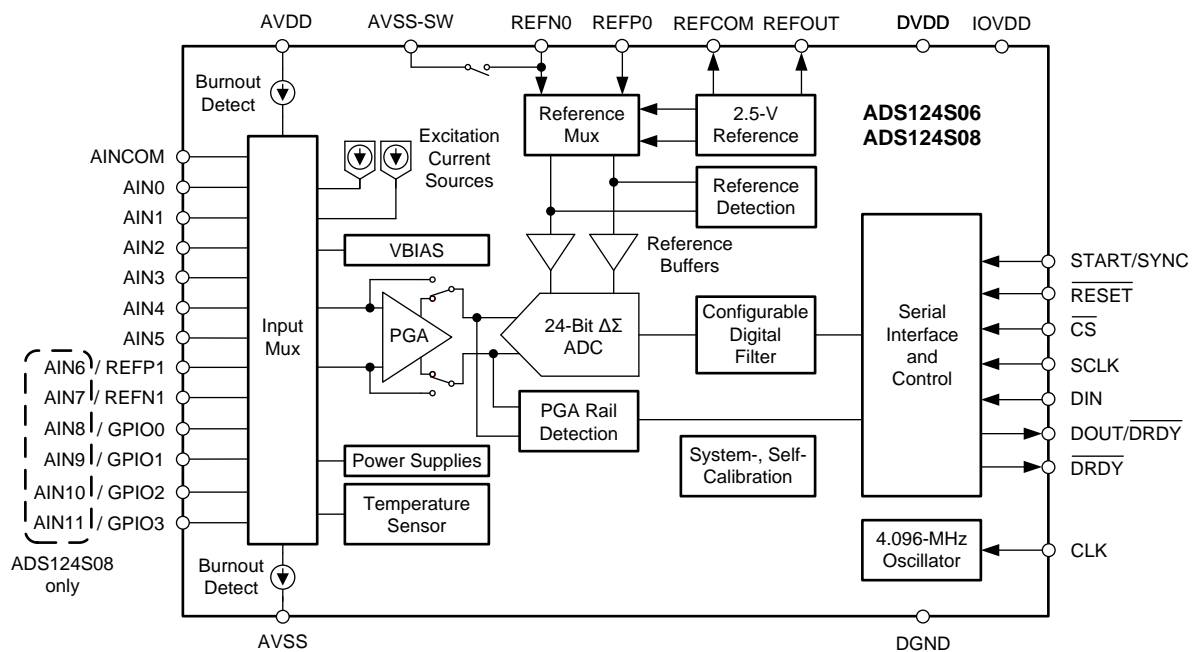 AVDD
AVSS-SW
REFN0
REFP0
REFCOM
REFOUT
DVDD
IOVDD
Burnout
Detect
Reference
Mux
2.5-V
Reference
ADS124S06
ADS124S08
Excitation
Current
Sources
Reference
Detection
AINCOM
AIN0
AIN1
AIN2
AIN3
AIN4
AIN5
AIN6 / REFP1
AIN7 / REFN1
AIN8 / GPIO0
AIN9 / GPIO1
AIN10 / GPIO2
AIN11 / GPIO3
ADS124S08
only
Input
Mux
VBIAS
Reference
Buffers
PGA
24-Bit ΔΣ
ADC
Configurable
Digital
Filter
Serial
Interface
and
Control
START/SYNC
RESET
CS
SCLK
DIN
DOUT/DRDY
DRDY
PGA Rail
Detection
System-, Self-
Calibration
Power Supplies
Temperature
Sensor
4.096-MHz
Oscillator
CLK
Burnout
Detect
AVSS
DGND